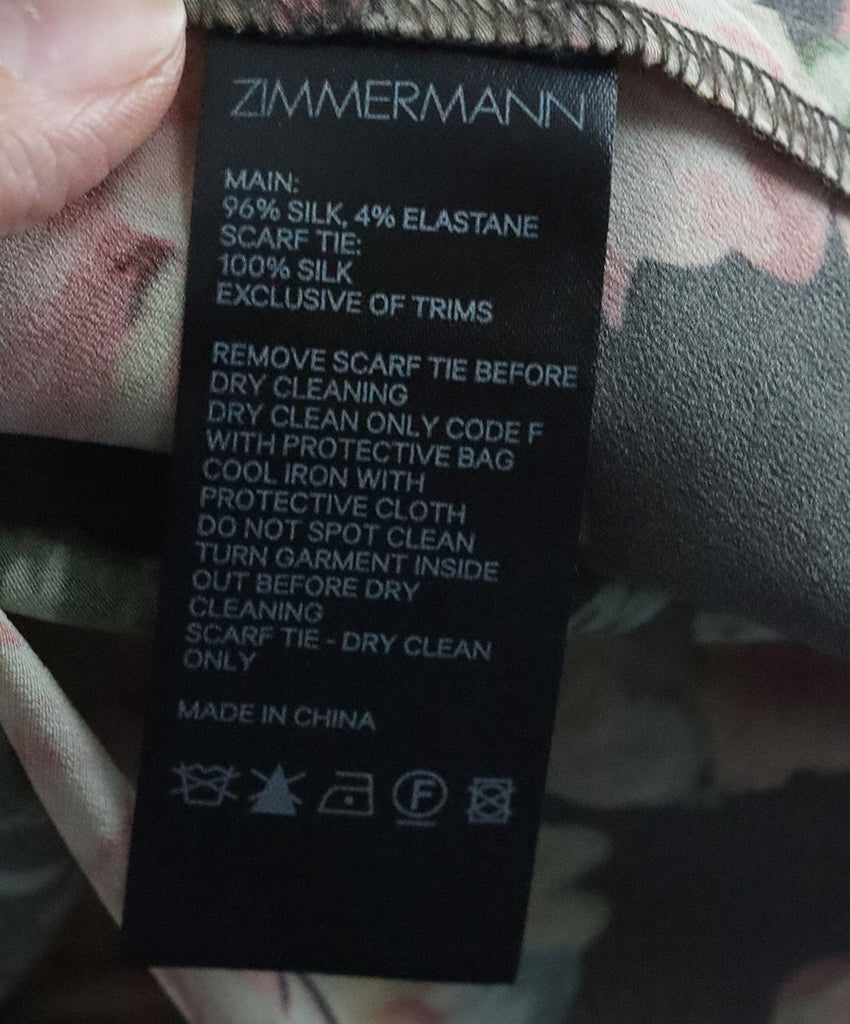 ZIMMERMANN
MAIN:
96% SILK, 4% ELASTANE
SCARF TIE:
100% SILK
EXCLUSIVE OF TRIMS
REMOVE SCARF TIE BEFORE
DRY CLEANING
DRY CLEAN ONLY CODE F
WITH PROTECTIVE BAG
COOL IRON WITH
PROTECTIVE CLOTH
DO NOT SPOT CLEAN
TURN GARMENT INSIDE
OUT BEFORE DRY
CLEANING
SCARF TIE - DRY CLEAN
ONLY
MADE IN CHINA
F